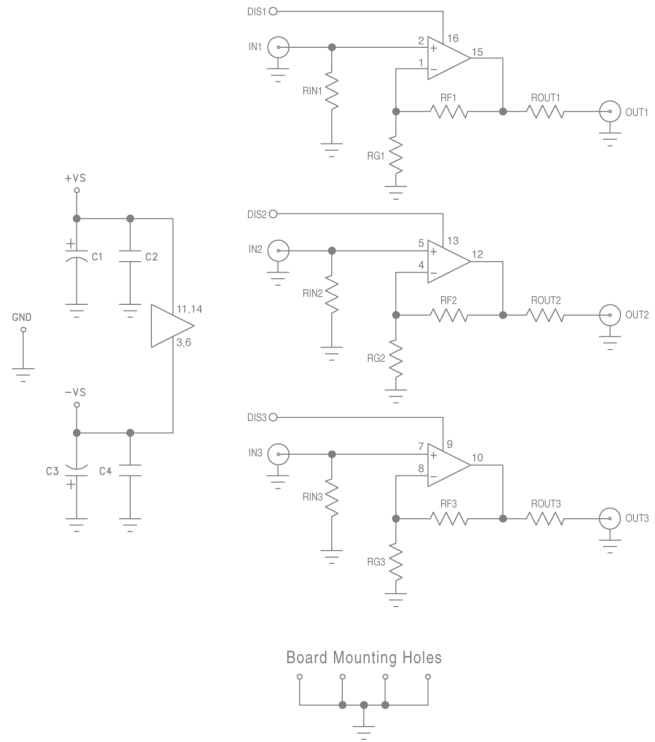 DIS1
16
IN1
2
+
15
1
−
RIN1
RF1
ROUT1
OUT1
RG1
+VS
+
C1
C2
DIS2
13
IN2
5
+
12
4
−
RIN2
RF2
ROUT2
OUT2
RG2
11,14
GND
3,6
−VS
C3
+
C4
DIS3
9
IN3
7
+
10
8
−
RIN3
RF3
ROUT3
OUT3
RG3
Board Mounting Holes